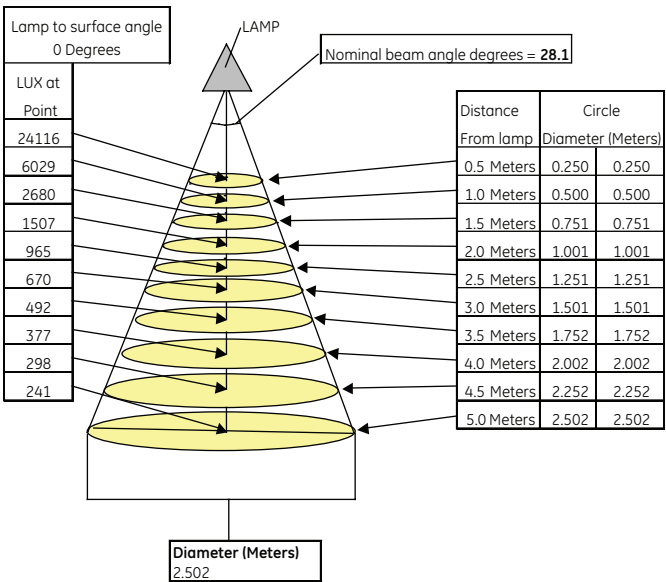 Lamp to surface angle
0 Degrees
LAMP
Nominal beam angle degrees = 28.1
LUX at
Point
24116
6029
2680
1507
965
670
492
377
298
241
Distance Circle
From lamp Diameter (Meters)
0.5 Meters 0.250 0.250
1.0 Meters 0.500 0.500
1.5 Meters 0.751 0.751
2.0 Meters 1.001 1.001
2.5 Meters 1.251 1.251
3.0 Meters 1.501 1.501
3.5 Meters 1.752 1.752
4.0 Meters 2.002 2.002
4.5 Meters 2.252 2.252
5.0 Meters 2.502 2.502
Diameter (Meters)
2.502